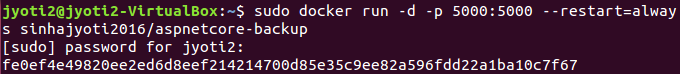 jyoti2@jyoti2-VirtualBox:~$ sudo docker run -d -p 5000:5000 --restart=alway
s sinhajyoti2016/aspnetcore-backup
[sudo] password for jyoti2:
fe0ef4e49820ee2ed6d8eef214214700d85e35c9ee82a596fdd22a1ba10c7f67